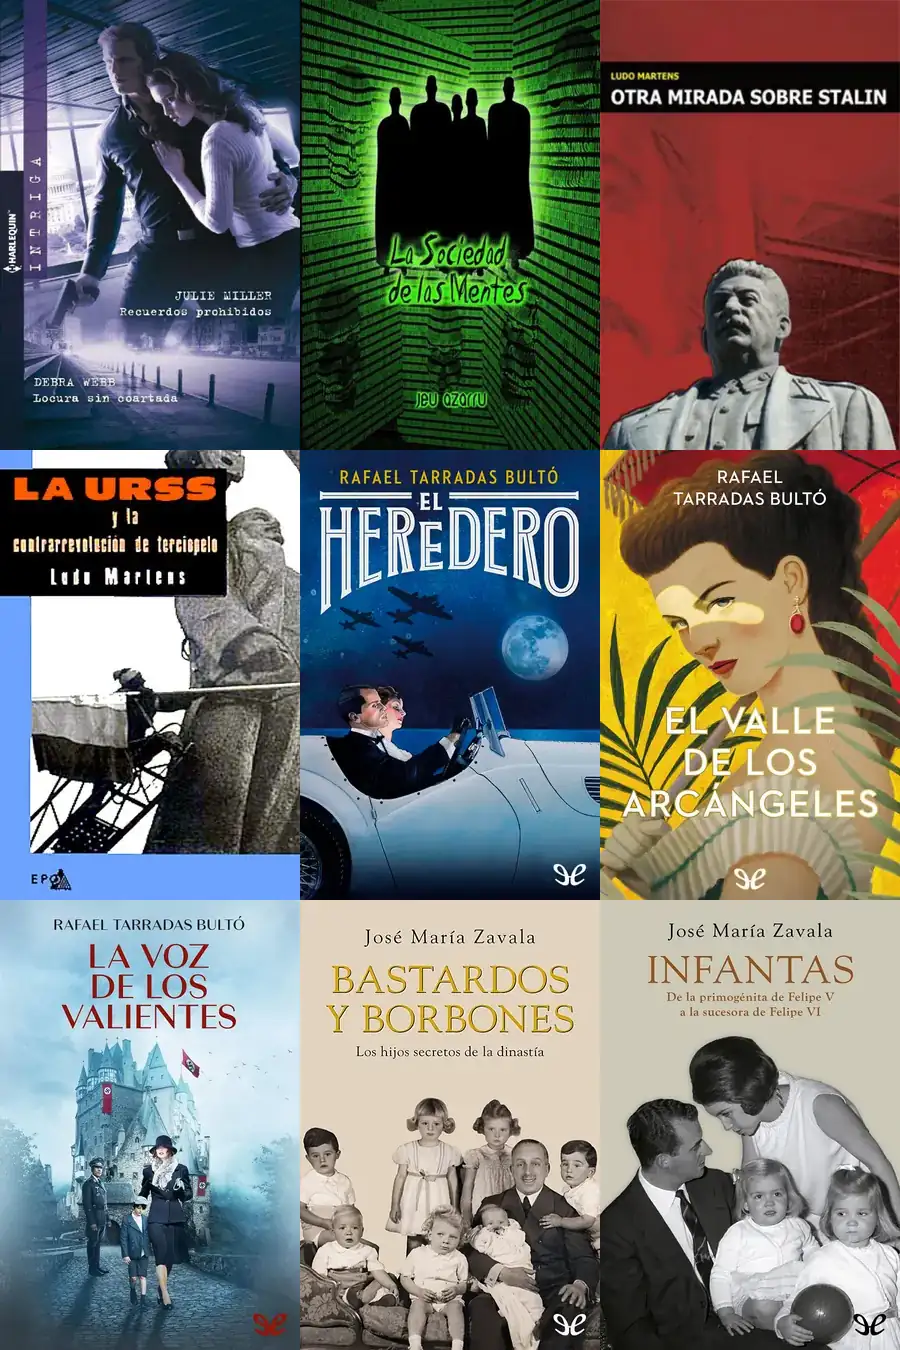 HARLEQUIN™
INTRIGA
JULIE MILLER
Recuerdos prohibidos
DEBRA WEBB
Locura sin coartada
La Sociedad
de las Mentes
jeu azarru
LUDO MARTENS
OTRA MIRADA SOBRE STALIN
LA URSS
y la
contrarrevolución de terciopelo
Ludo Martens
EPO
RAFAEL TARRADAS BULTÓ
EL
HEREDERO
RAFAEL
TARRADAS BULTÓ
EL VALLE
DE LOS
ARCÁNGELES
RAFAEL TARRADAS BULTÓ
LA VOZ
DE LOS
VALIENTES
José María Zavala
BASTARDOS
Y BORBONES
Los hijos secretos de la dinastía
José María Zavala
INFANTAS
De la primogénita de Felipe V
a la sucesora de Felipe VI